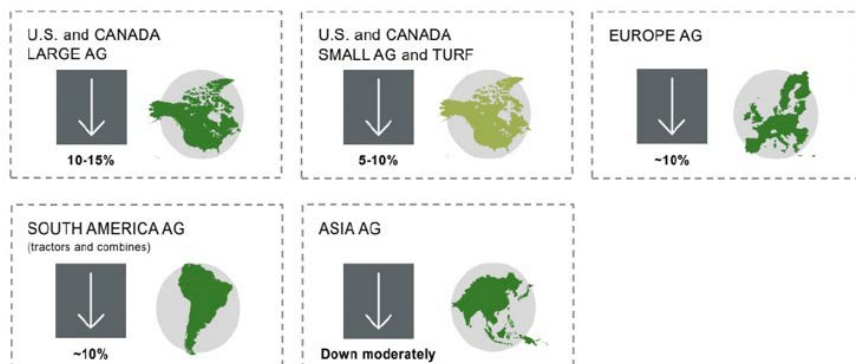 U.S. and CANADA
LARGE AG
10-15%
U.S. and CANADA
SMALL AG and TURF
5-10%
EUROPE AG
~10%
SOUTH AMERICA AG
(tractors and combines)
~10%
ASIA AG
Down moderately